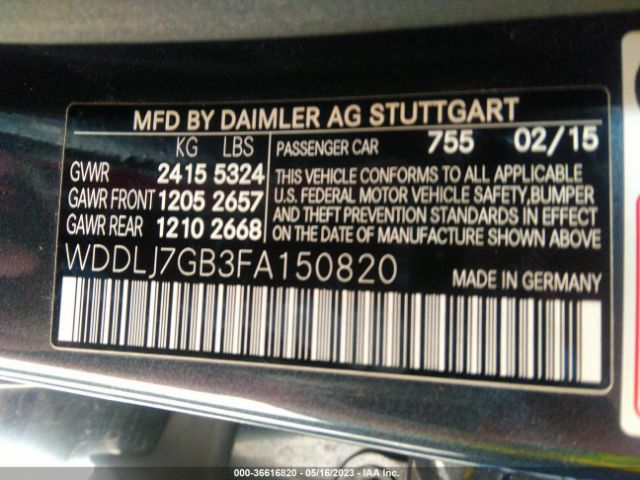 MFD BY DAIMLER AG STUTTGART
KG LBS
GVWR 2415 5324
GAWR FRONT 1205 2657
GAWR REAR 1210 2668
PASSENGER CAR 755 02/15
THIS VEHICLE CONFORMS TO ALL APPLICABLE
U.S. FEDERAL MOTOR VEHICLE SAFETY,BUMPER
AND THEFT PREVENTION STANDARDS IN EFFECT
ON THE DATE OF MANUFACTURE SHOWN ABOVE
WDDLJ7GB3FA150820
MADE IN GERMANY
000-36616820 - 05/16/2023 - IAA Inc.